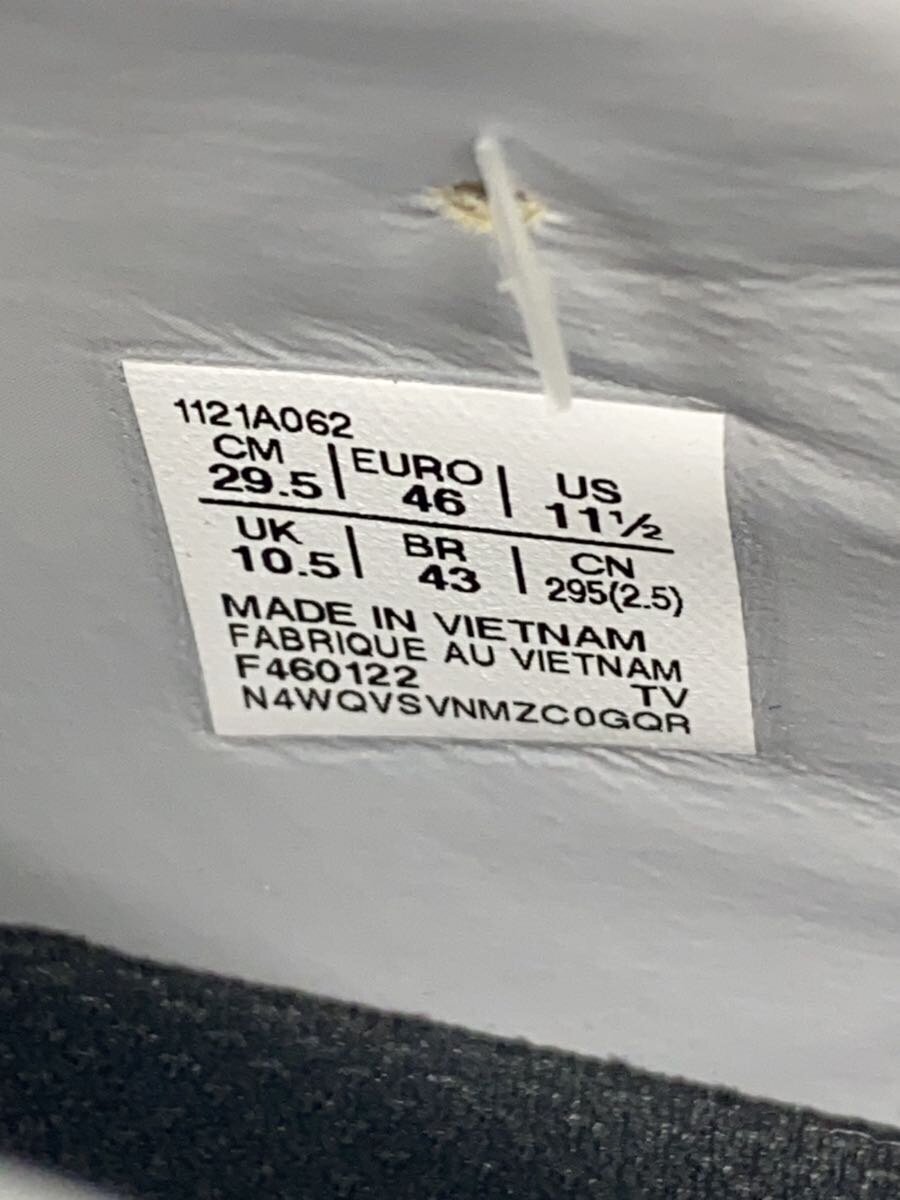 1121A062
CM | EURO | US
29.5 | 46 | 11½
UK | BR | CN
10.5 | 43 | 295(2.5)
MADE IN VIETNAM
FABRIQUE AU VIETNAM
F460122 TV
N4WQVSVNMZC0GQR